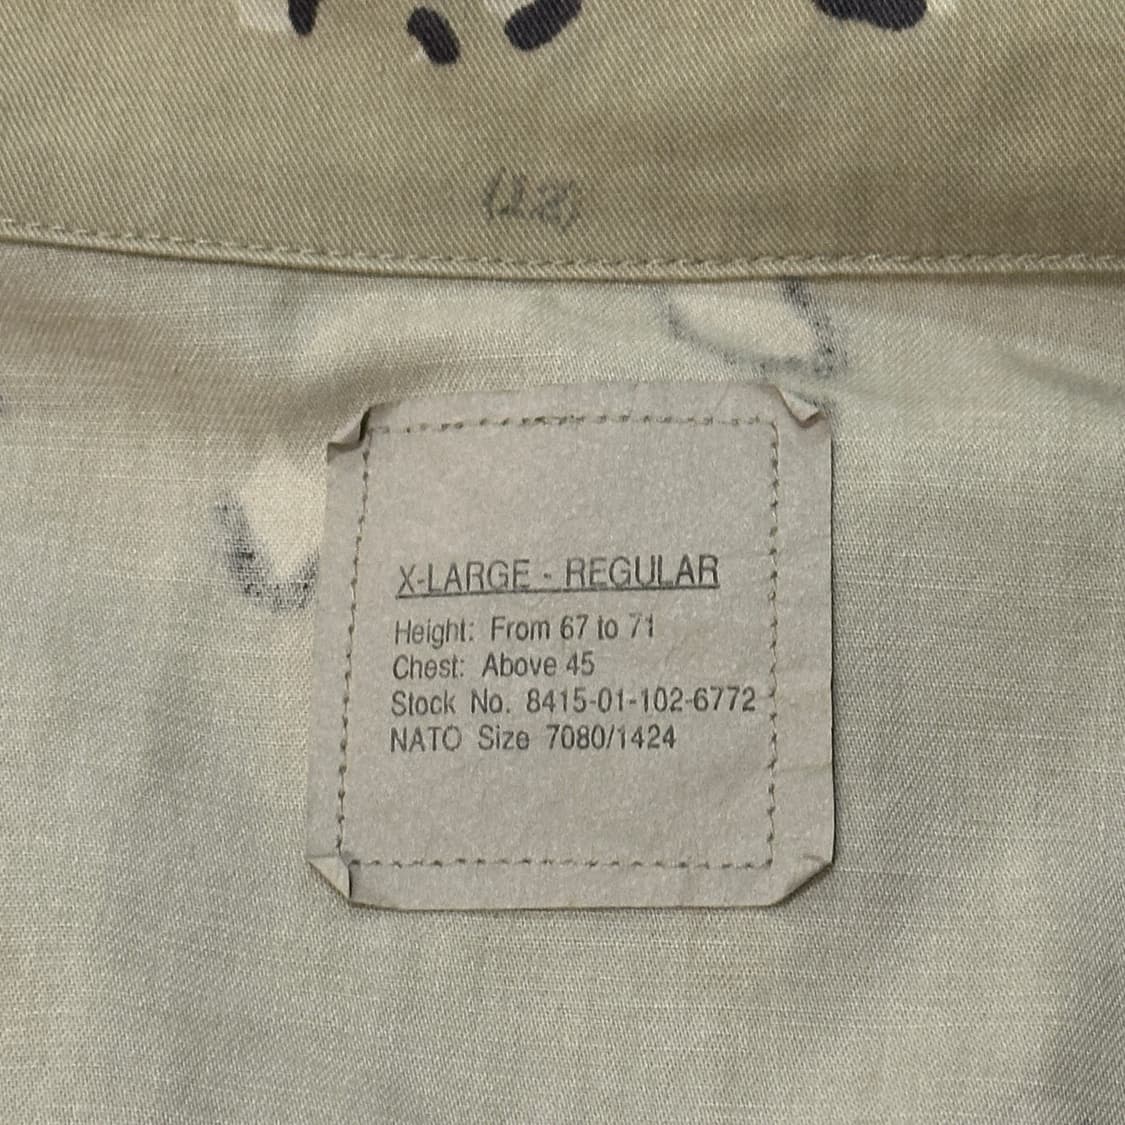 (12)
X-LARGE - REGULAR
Height: From 67 to 71
Chest: Above 45
Stock No. 8415-01-102-6772
NATO Size 7080/1424